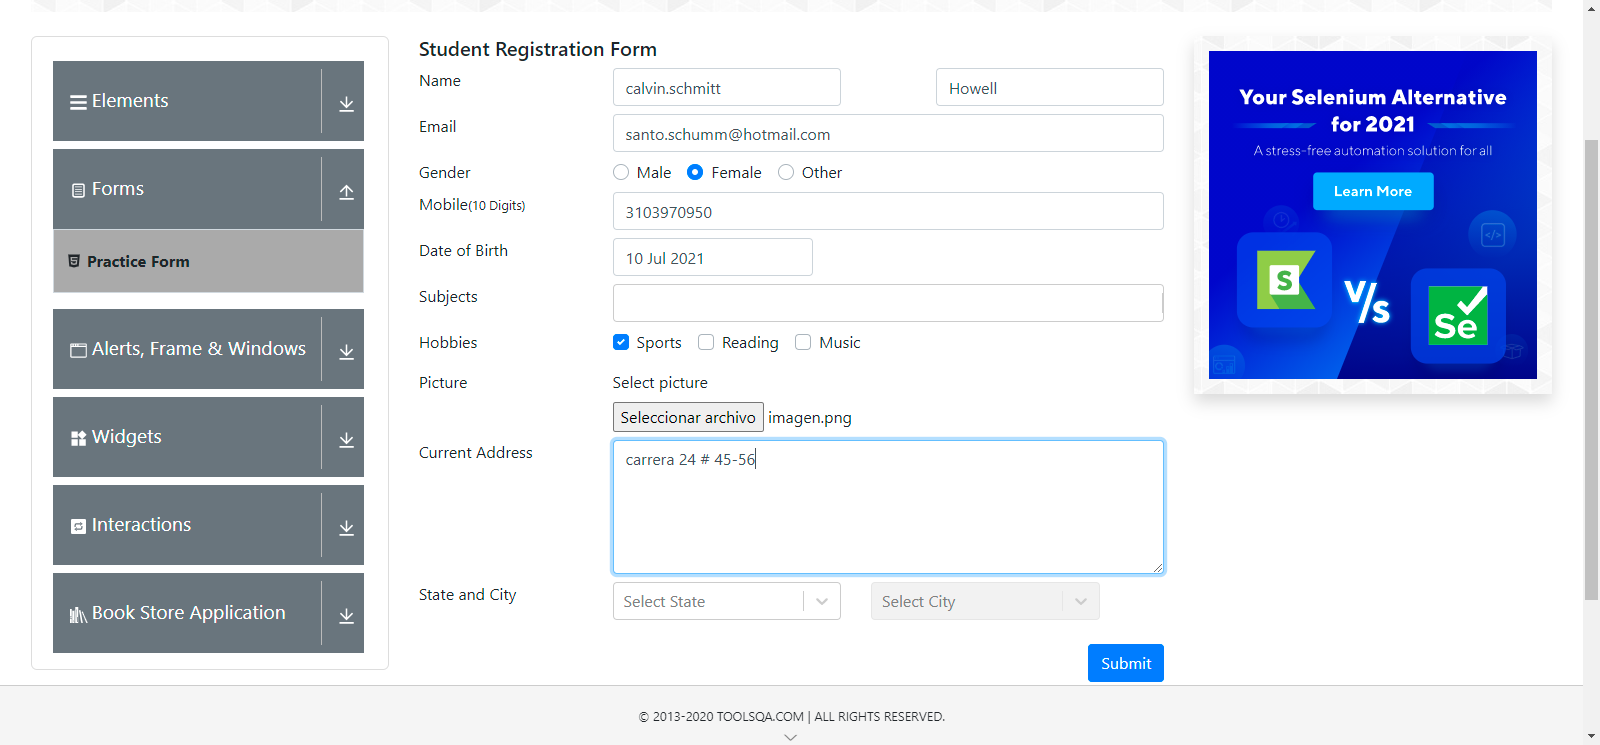 Elements
Forms
Practice Form
Alerts, Frame & Windows
Widgets
Interactions
Book Store Application
Student Registration Form
Name
calvin.schmitt
Howell
Email
santo.schumm@hotmail.com
Gender
Male
Female
Other
Mobile(10 Digits)
3103970950
Date of Birth
10 Jul 2021
Subjects
Hobbies
Sports
Reading
Music
Picture
Select picture
Seleccionar archivo
imagen.png
Current Address
carrera 24 # 45-56
State and City
Select State
Select City
Submit
Your Selenium Alternative
for 2021
A stress-free automation solution for all
Learn More
</>
S
V/s
Se
© 2013-2020 TOOLSQA.COM | ALL RIGHTS RESERVED.